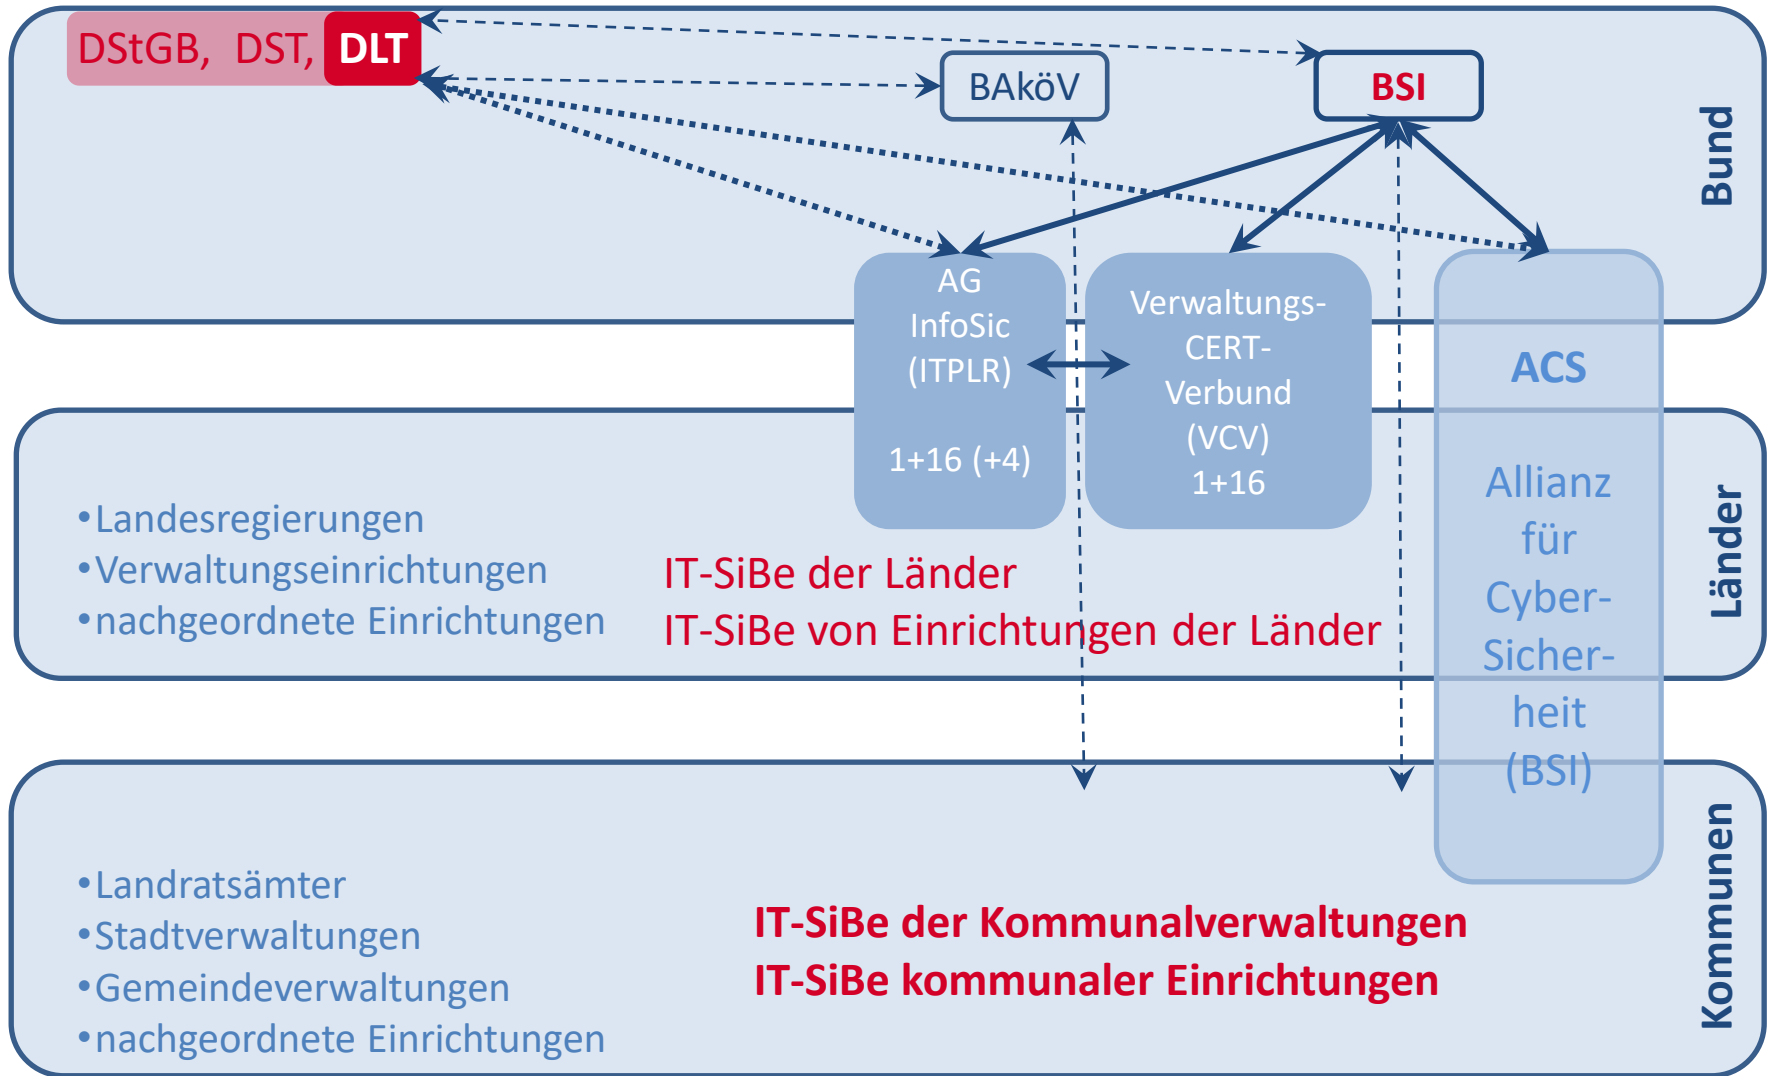 DStGB, DST, DLT
BAköV
BSI
Bund
AG
InfoSic
(ITPLR)
1+16 (+4)
Verwaltungs-
CERT-
Verbund
(VCV)
1+16
ACS
Allianz
für
Cyber-
Sicher-
heit
(BSI)
•Landesregierungen
•Verwaltungseinrichtungen
•nachgeordnete Einrichtungen
IT-SiBe der Länder
IT-SiBe von Einrichtungen der Länder
Länder
•Landratsämter
•Stadtverwaltungen
•Gemeindeverwaltungen
•nachgeordnete Einrichtungen
IT-SiBe der Kommunalverwaltungen
IT-SiBe kommunaler Einrichtungen
Kommunen